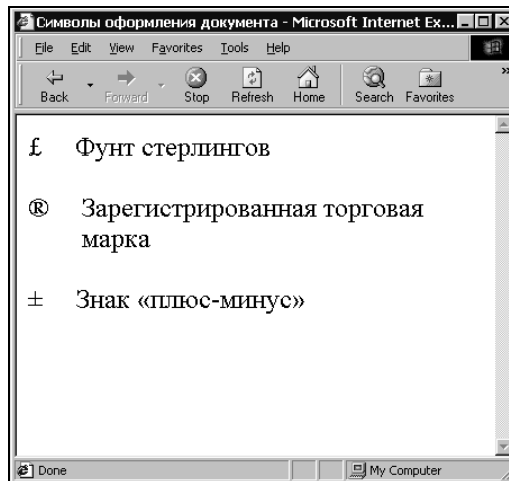 Символы оформления документа - Microsoft Internet Ex...
File Edit View Favorites Tools Help
Back Forward Stop Refresh Home Search Favorites »
£ Фунт стерлингов
® Зарегистрированная торговая
марка
± Знак «плюс-минус»
Done My Computer